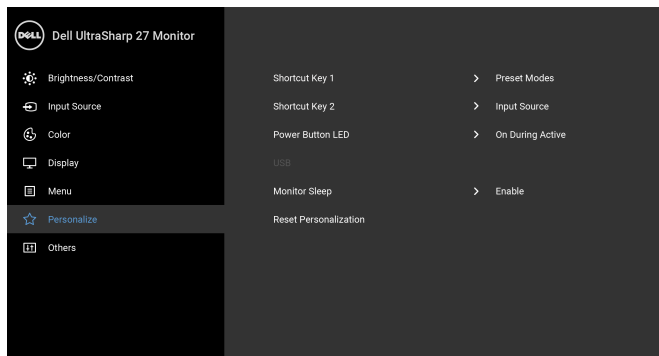 DELL Dell UltraSharp 27 Monitor
Brightness/Contrast
Input Source
Color
Display
Menu
Personalize
Others
Shortcut Key 1 > Preset Modes
Shortcut Key 2 > Input Source
Power Button LED > On During Active
USB
Monitor Sleep > Enable
Reset Personalization